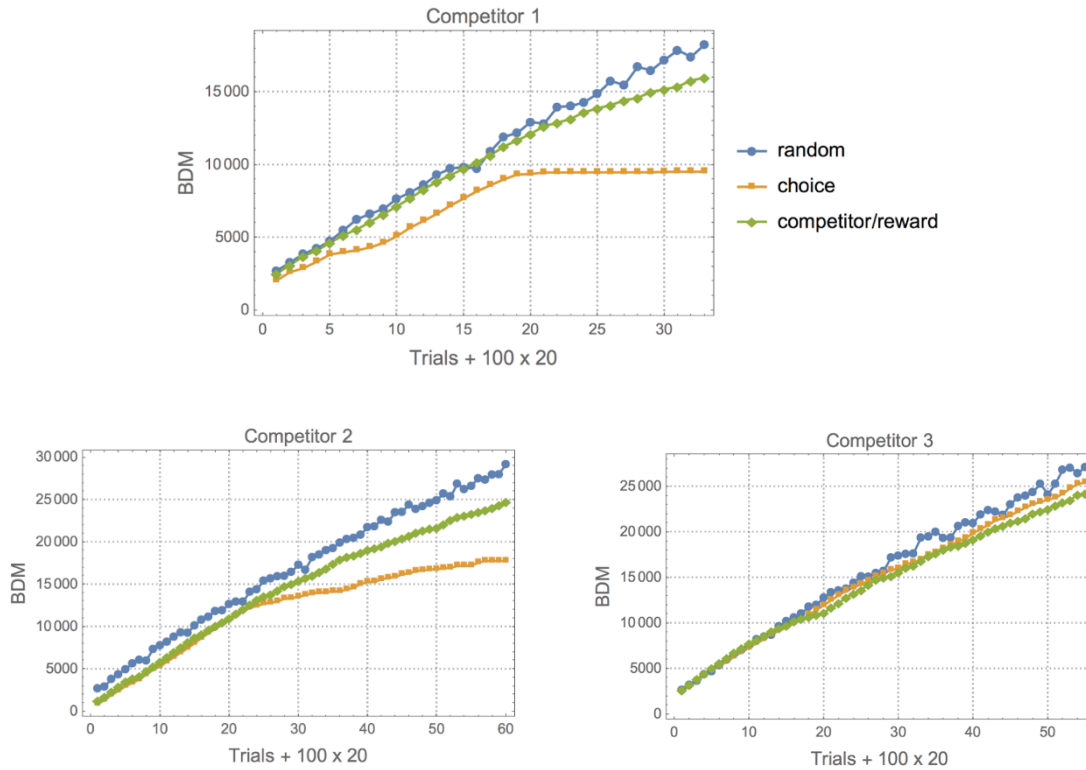 Competitor 1
BDM
15000
10000
5000
0
0 5 10 15 20 25 30
Trials + 100 x 20
random
choice
competitor/reward
Competitor 2
BDM
30000
25000
20000
15000
10000
5000
0
0 10 20 30 40 50 60
Trials + 100 x 20
Competitor 3
BDM
25000
20000
15000
10000
5000
0
0 10 20 30 40 50
Trials + 100 x 20